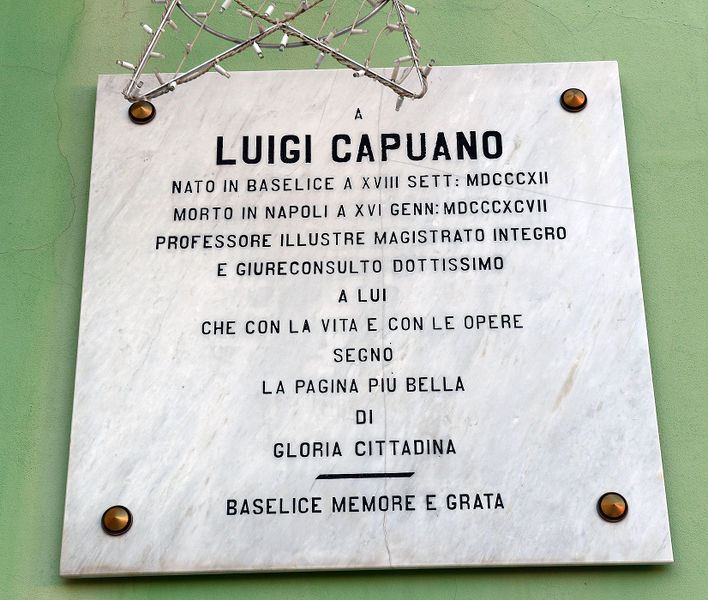 A
LUIGI CAPUANO
NATO IN BASELICE A XVIII SETT: MDCCCXII
MORTO IN NAPOLI A XVI GENN: MDCCCXCVII
PROFESSORE ILLUSTRE MAGISTRATO INTEGRO
E GIURECONSULTO DOTTISSIMO
A LUI
CHE CON LA VITA E CON LE OPERE
SEGNÒ
LA PAGINA PIÙ BELLA
DI
GLORIA CITTADINA
BASELICE MEMORE E GRATA